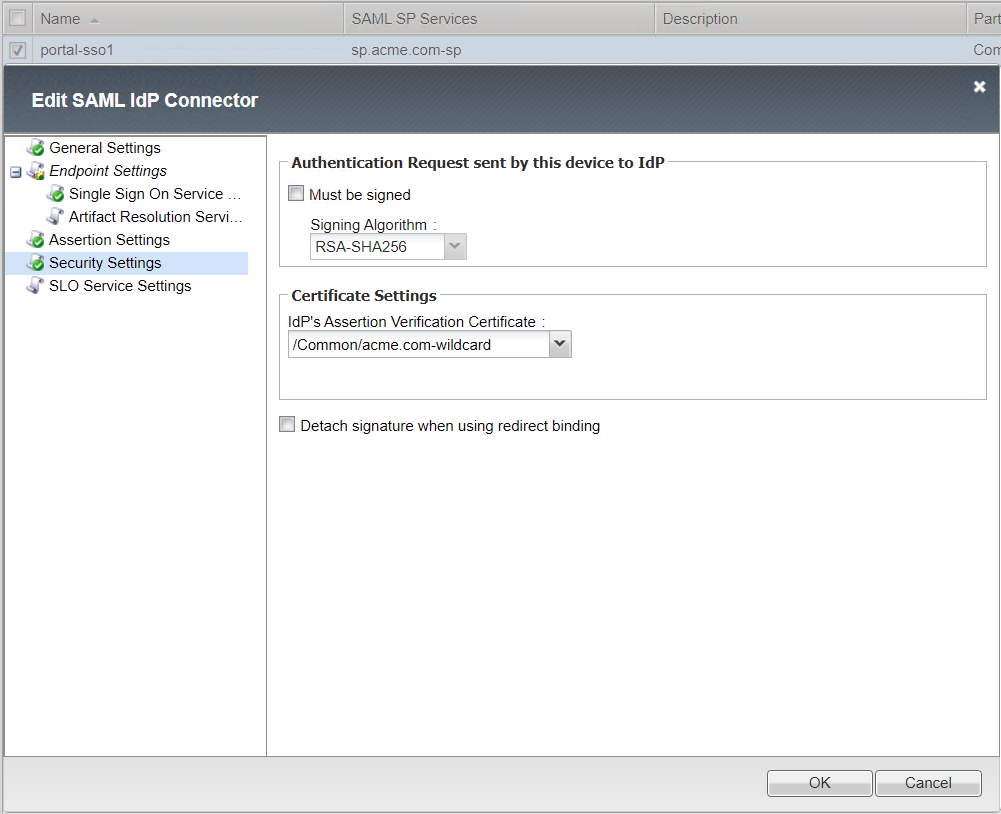 Name SAML SP Services Description Part
portal-sso1 sp.acme.com-sp Com
Edit SAML IdP Connector
General Settings
Endpoint Settings
Single Sign On Service ...
Artifact Resolution Servi...
Assertion Settings
Security Settings
SLO Service Settings
Authentication Request sent by this device to IdP
Must be signed
Signing Algorithm :
RSA-SHA256
Certificate Settings
IdP's Assertion Verification Certificate :
/Common/acme.com-wildcard
Detach signature when using redirect binding
OK Cancel